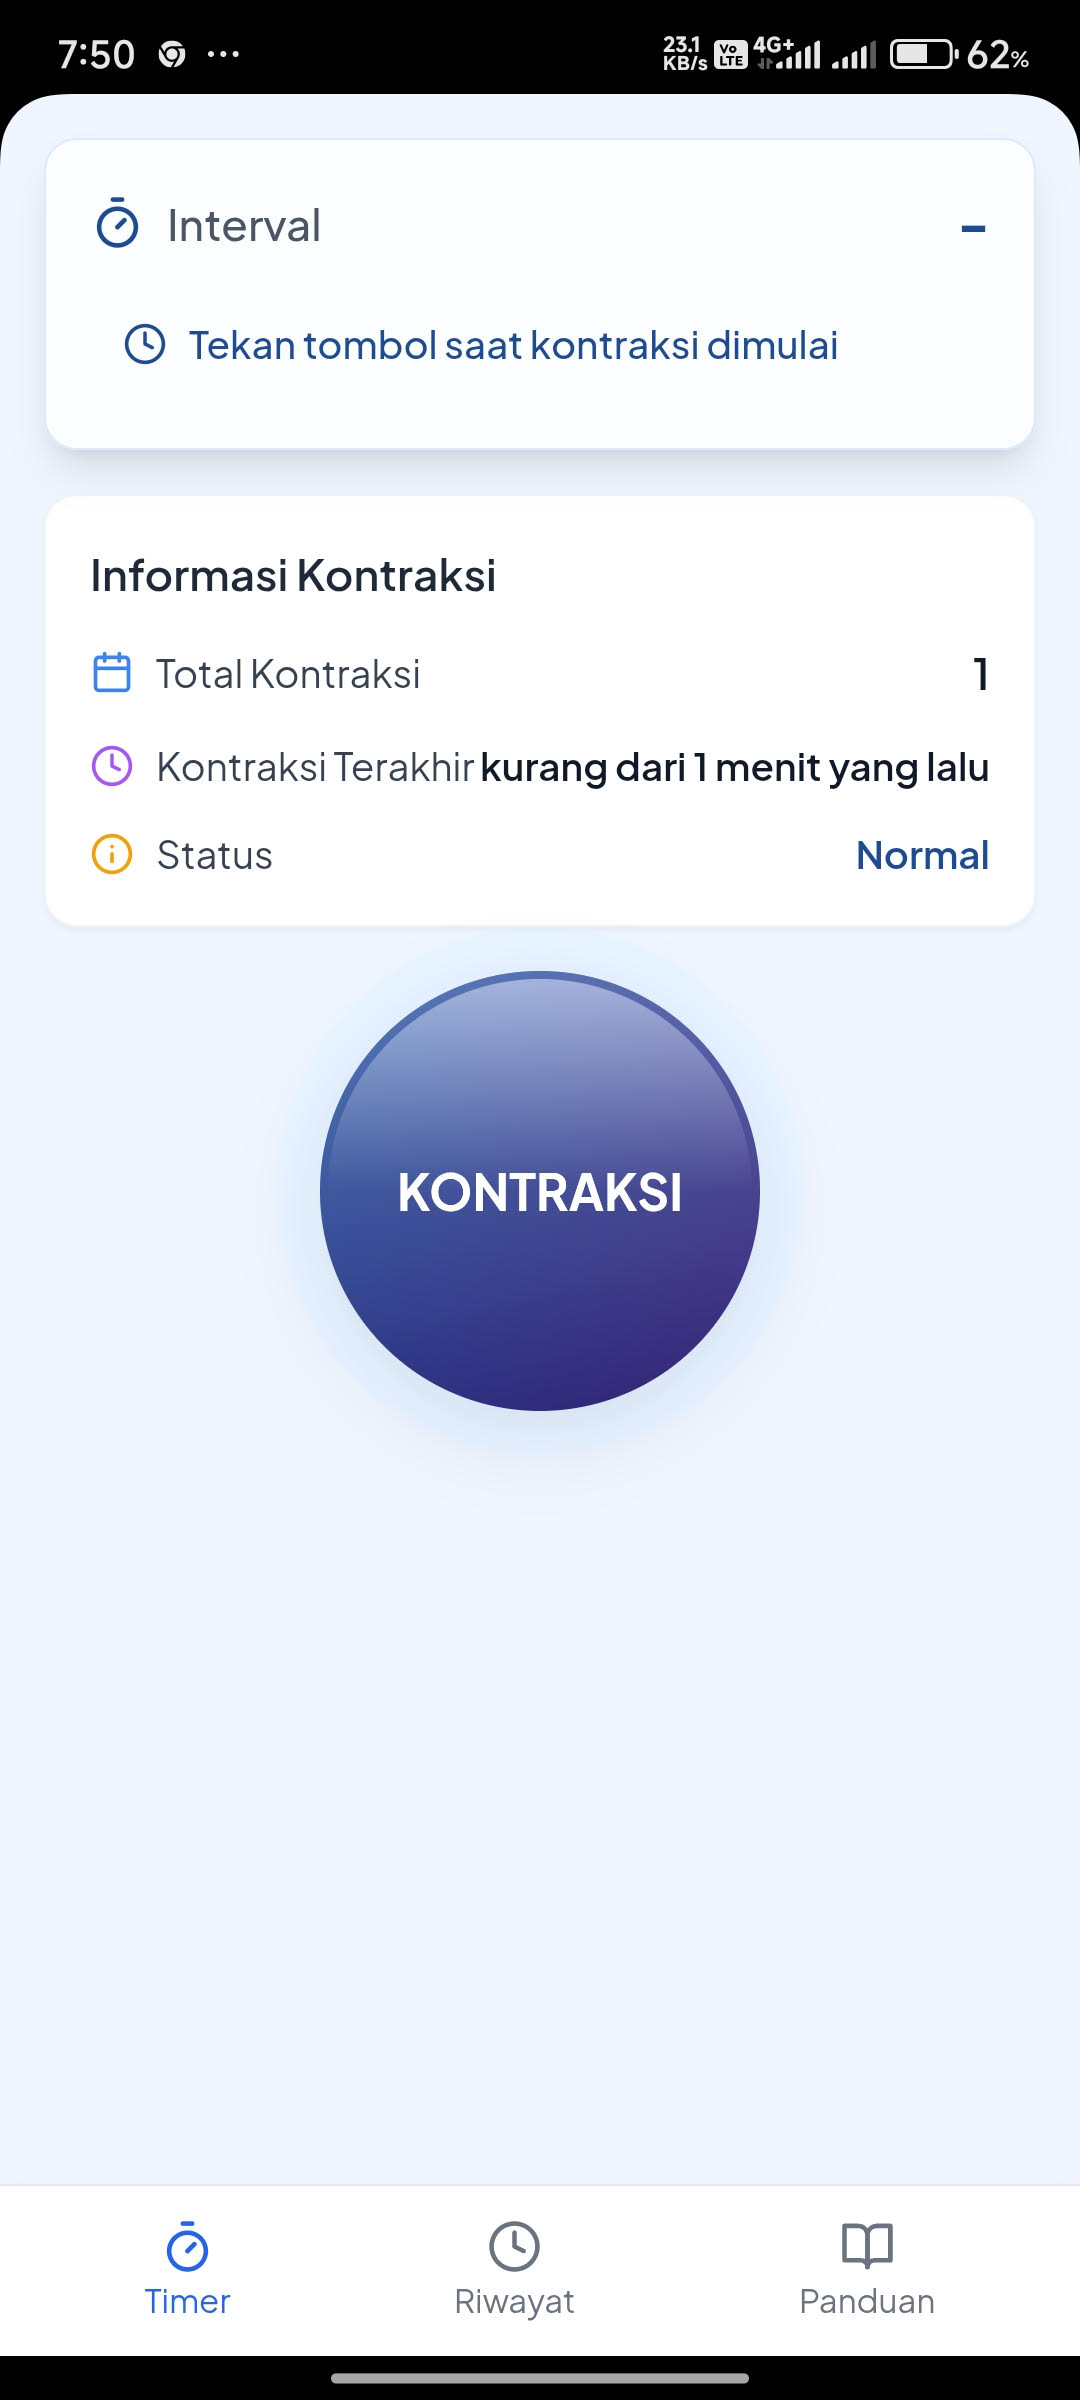 7:50 ... 23.1 KB/s Vo LTE 4G+ 62%
Interval -
Tekan tombol saat kontraksi dimulai
Informasi Kontraksi
Total Kontraksi 1
Kontraksi Terakhir kurang dari 1 menit yang lalu
Status Normal
KONTRAKSI
Timer Riwayat Panduan